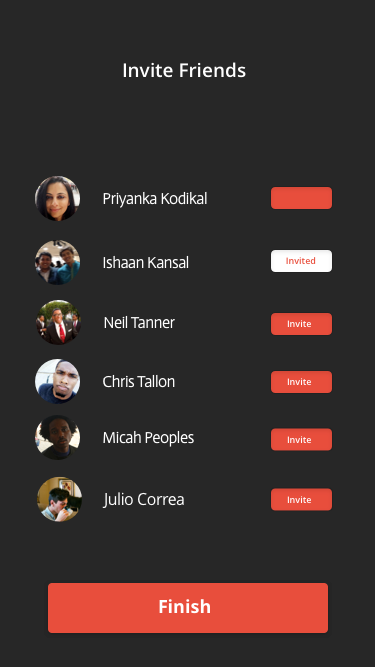 Invite Friends
Priyanka Kodikal
Ishaan Kansal Invited
Neil Tanner Invite
Chris Tallon Invite
Micah Peoples Invite
Julio Correa Invite
Finish